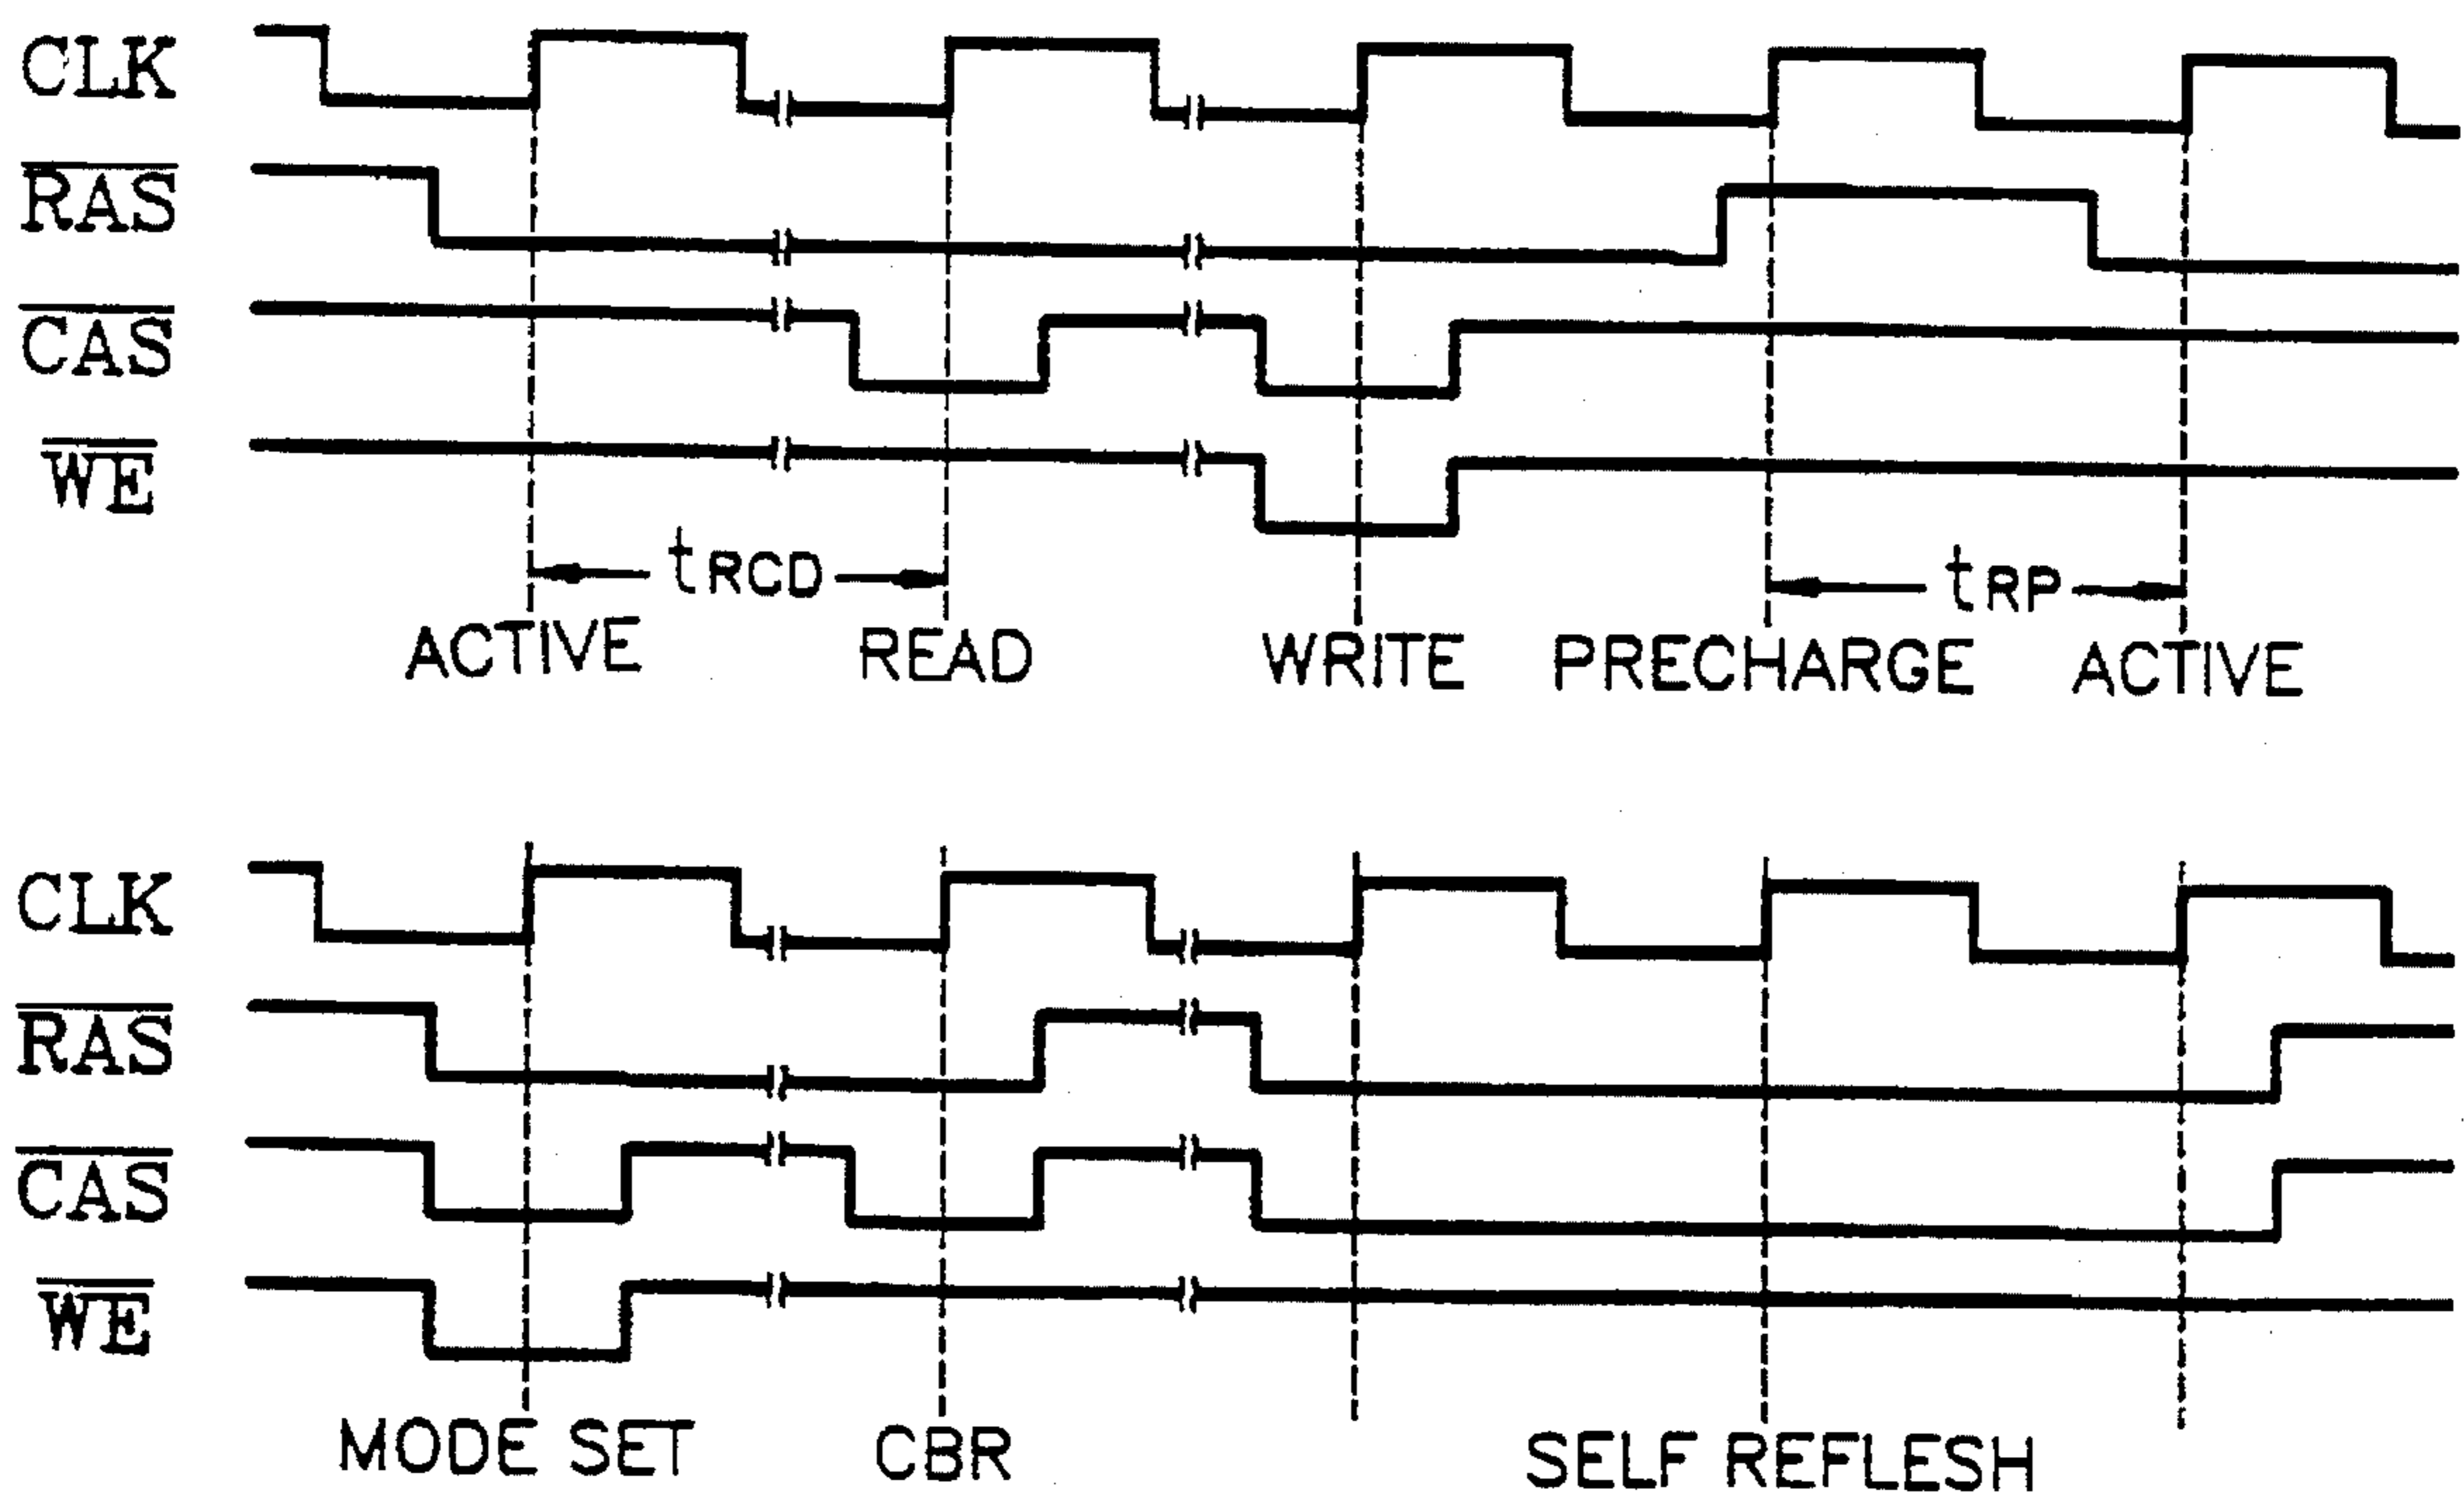 CLK
RAS
CAS
WE
tRCD
tRP
ACTIVE READ WRITE PRECHARGE ACTIVE
CLK
RAS
CAS
WE
MODE SET CBR SELF REFLESH